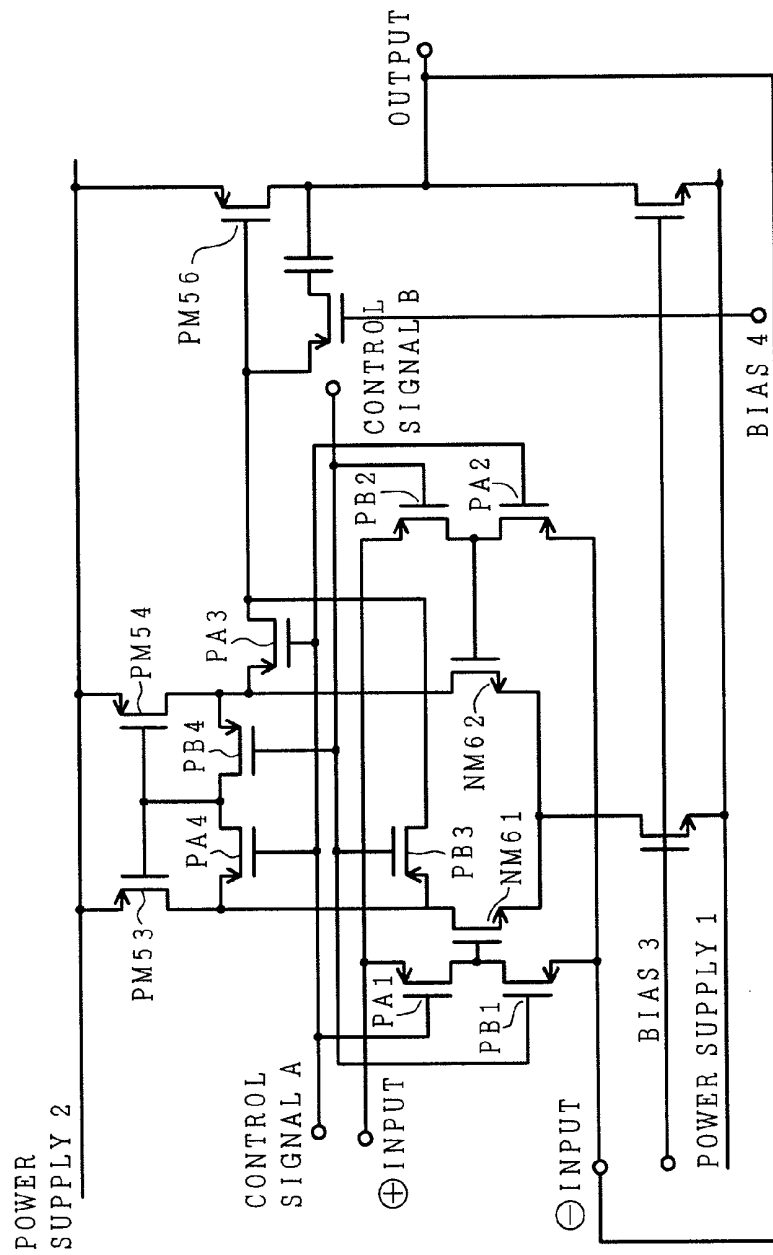 POWER
SUPPLY 2
PM53
PM54
PA4
PB4
PA3
PM56
CONTROL
SIGNAL A
⊕INPUT
PA1
PB1
PB3
NM61
NM62
PB2
PA2
CONTROL
SIGNAL B
OUTPUT
⊖INPUT
BIAS 3
POWER SUPPLY 1
BIAS 4